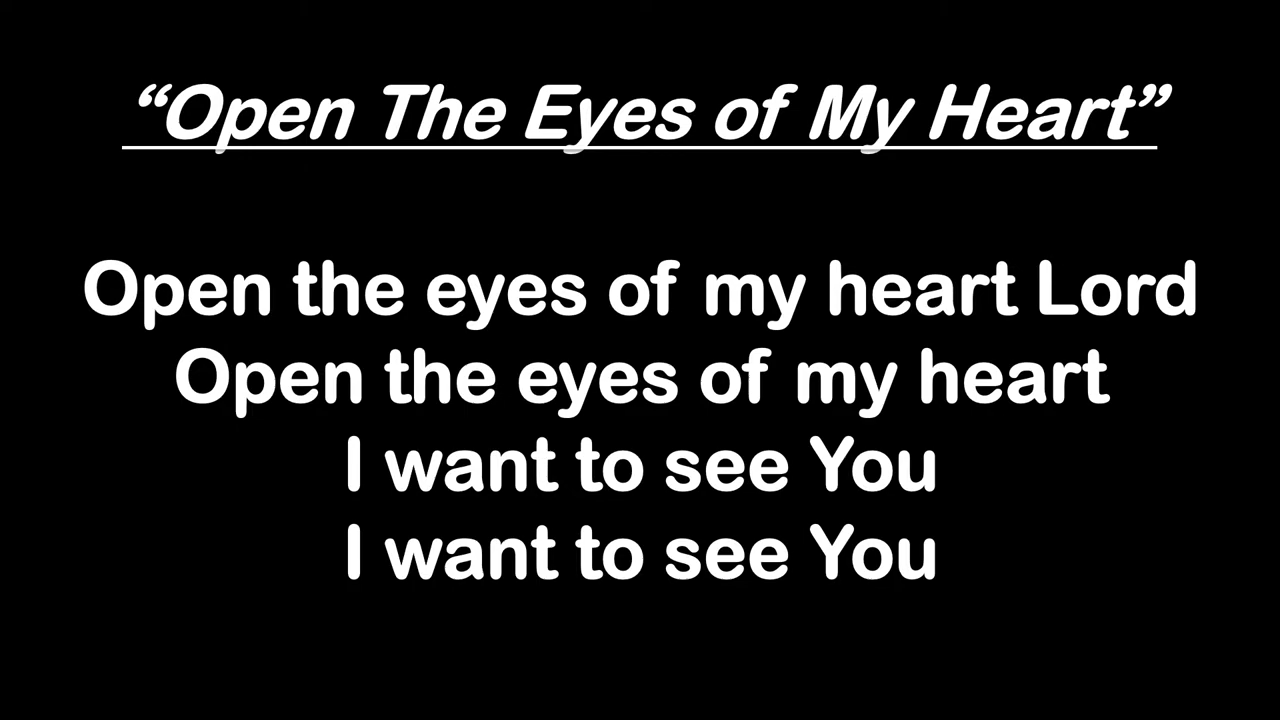 “Open The Eyes of My Heart”
Open the eyes of my heart Lord
Open the eyes of my heart
I want to see You
I want to see You